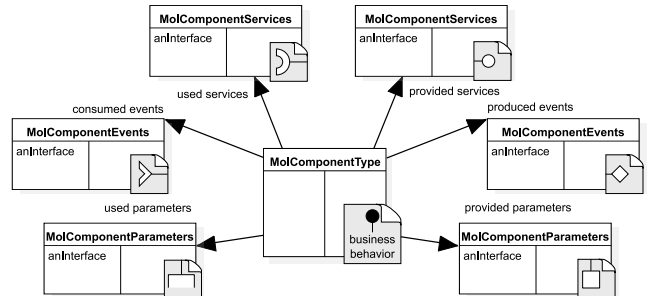 MolComponentServices
anInterface
MolComponentServices
anInterface
used services
provided services
consumed events
produced events
MolComponentEvents
anInterface
MolComponentType
business
behavior
MolComponentEvents
anInterface
used parameters
provided parameters
MolComponentParameters
anInterface
MolComponentParameters
anInterface